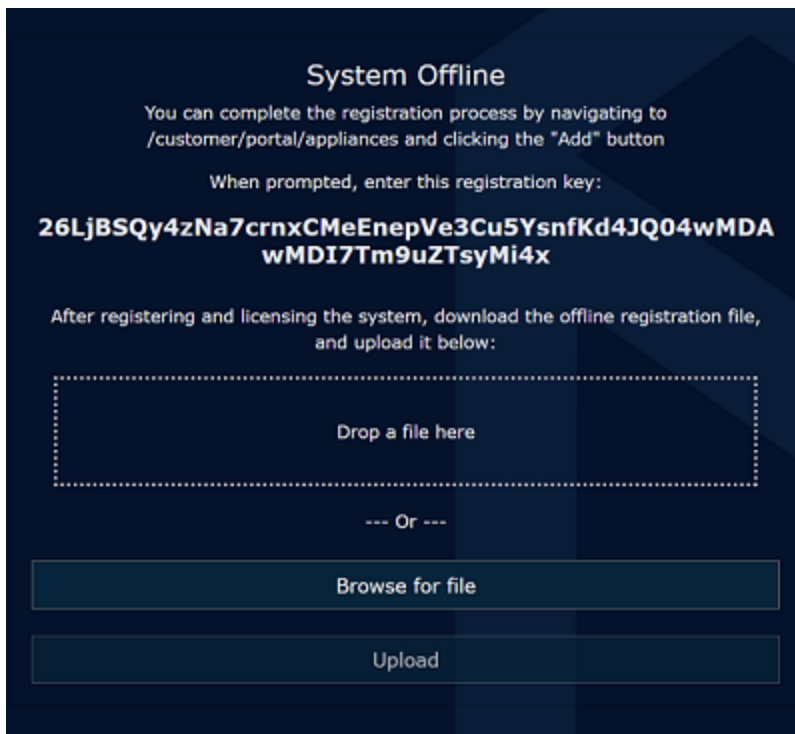 System Offline
You can complete the registration process by navigating to
/customer/portal/appliances and clicking the "Add" button
When prompted, enter this registration key:
26LjBSQy4zNa7crnxCMeEnepVe3Cu5YsnfKd4JQ04wMDA
wMDI7Tm9uZTsyMi4x
After registering and licensing the system, download the offline registration file,
and upload it below:
Drop a file here
--- Or ---
Browse for file
Upload